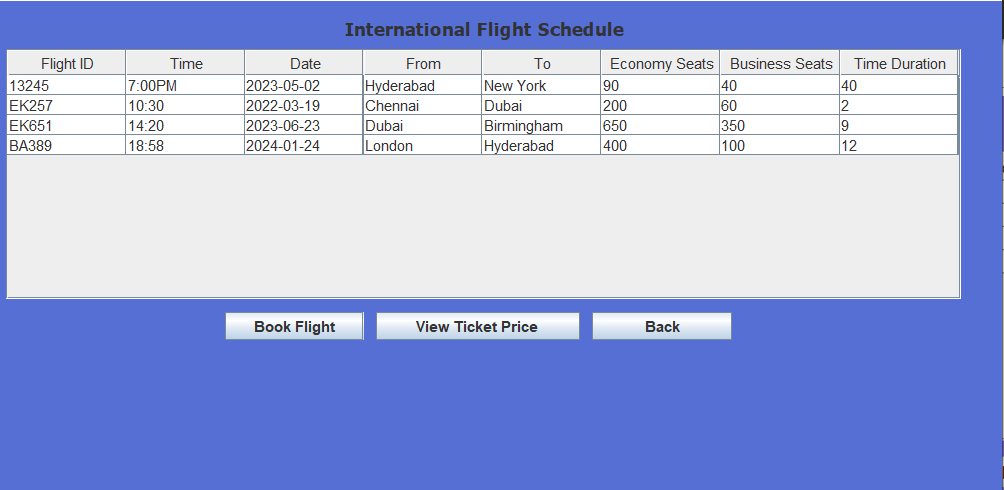 International Flight Schedule
Flight ID Time Date From To Economy Seats Business Seats Time Duration
13245 7:00PM 2023-05-02 Hyderabad New York 90 40 40
EK257 10:30 2022-03-19 Chennai Dubai 200 60 2
EK651 14:20 2023-06-23 Dubai Birmingham 650 350 9
BA389 18:58 2024-01-24 London Hyderabad 400 100 12
Book Flight View Ticket Price Back